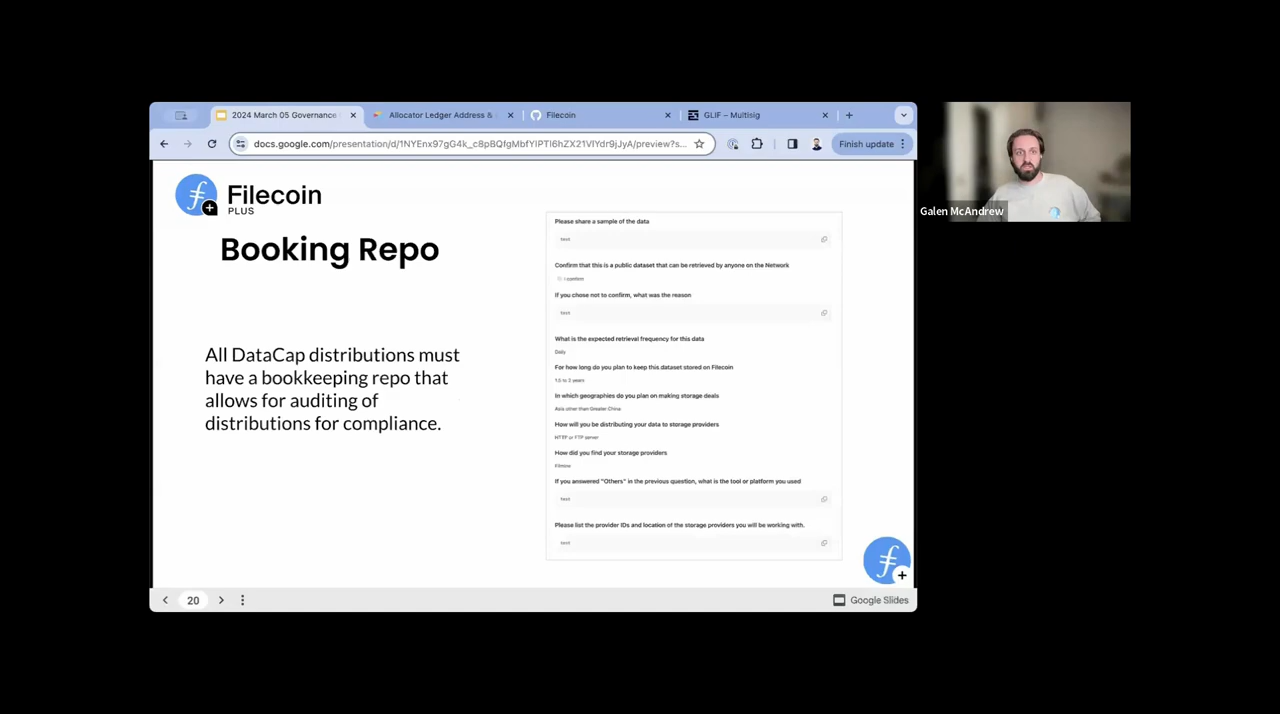 2024 March 05 Governance
Allocator Ledger Address &
Filecoin
GLIF – Multisig
docs.google.com/presentation/d/1NYEnx97gG4k_c8pBQfgMbfYIPTI6hZX21VIYdr9jJyA/preview?s...
Finish update
Filecoin
PLUS
Booking Repo
All DataCap distributions must
have a bookkeeping repo that
allows for auditing of
distributions for compliance.
Please share a sample of the data
test
Confirm that this is a public dataset that can be retrieved by anyone on the Network
I confirm
If you chose not to confirm, what was the reason
test
What is the expected retrieval frequency for this data
Daily
For how long do you plan to keep this dataset stored on Filecoin
1.5 to 2 years
In which geographies do you plan on making storage deals
Asia other than Greater China
How will you be distributing your data to storage providers
HTTP or FTP server
How did you find your storage providers
Filmine
If you answered "Others" in the previous question, what is the tool or platform you used
test
Please list the provider IDs and location of the storage providers you will be working with.
test
20
Google Slides
Galen McAndrew